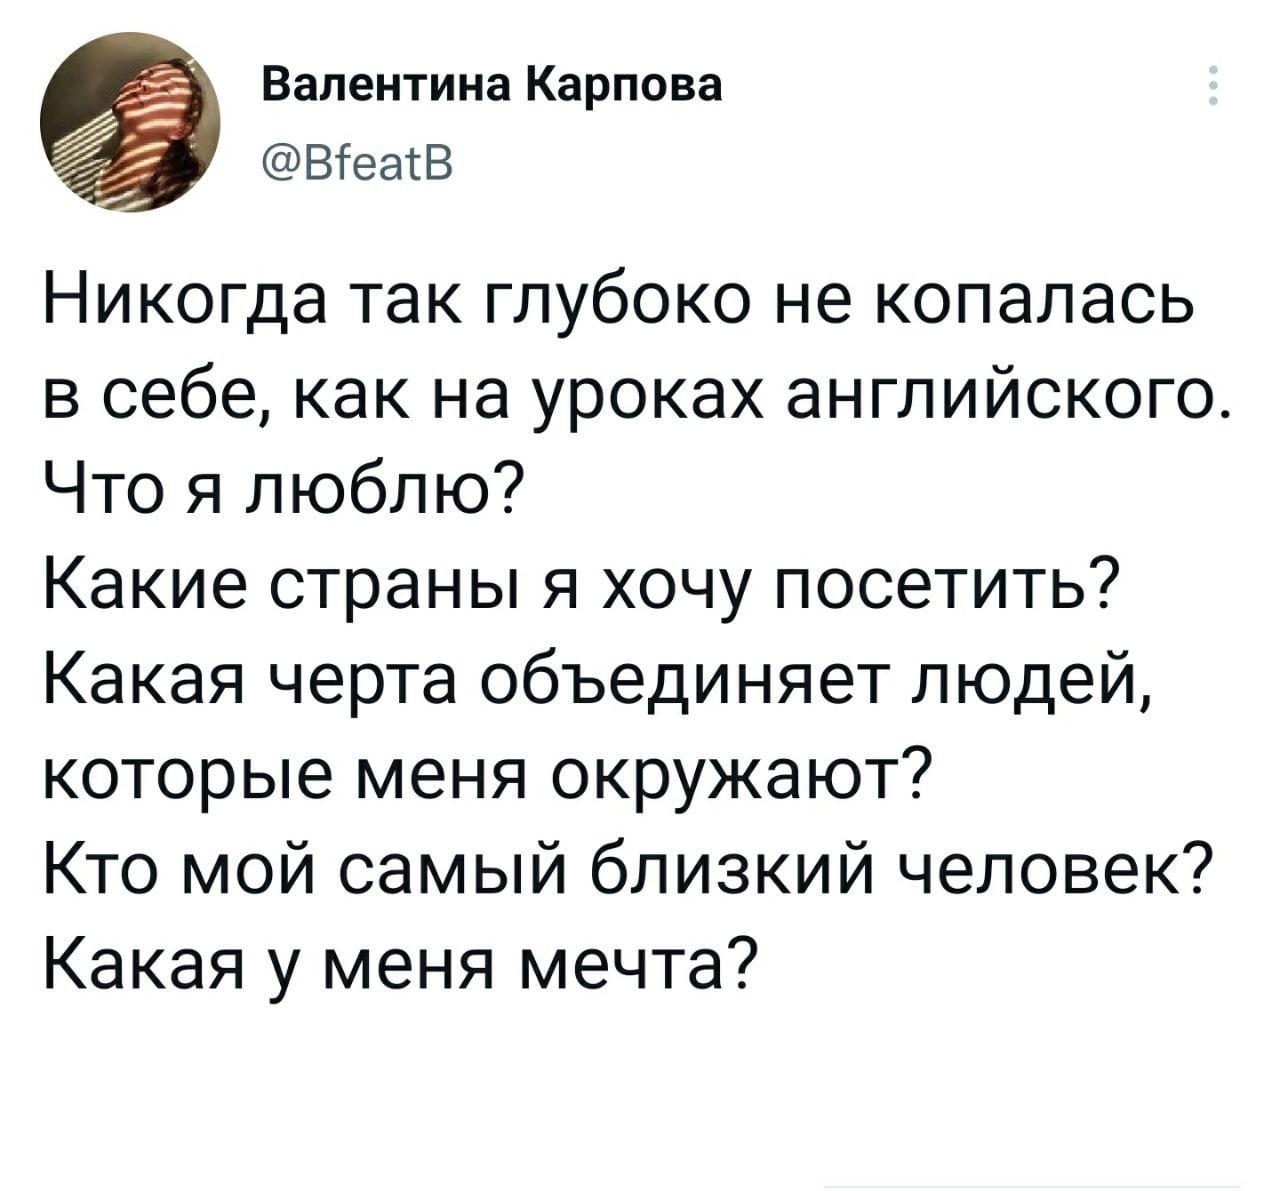 Валентина Карпова
@BfeatB
Никогда так глубоко не копалась
в себе, как на уроках английского.
Что я люблю?
Какие страны я хочу посетить?
Какая черта объединяет людей,
которые меня окружают?
Кто мой самый близкий человек?
Какая у меня мечта?